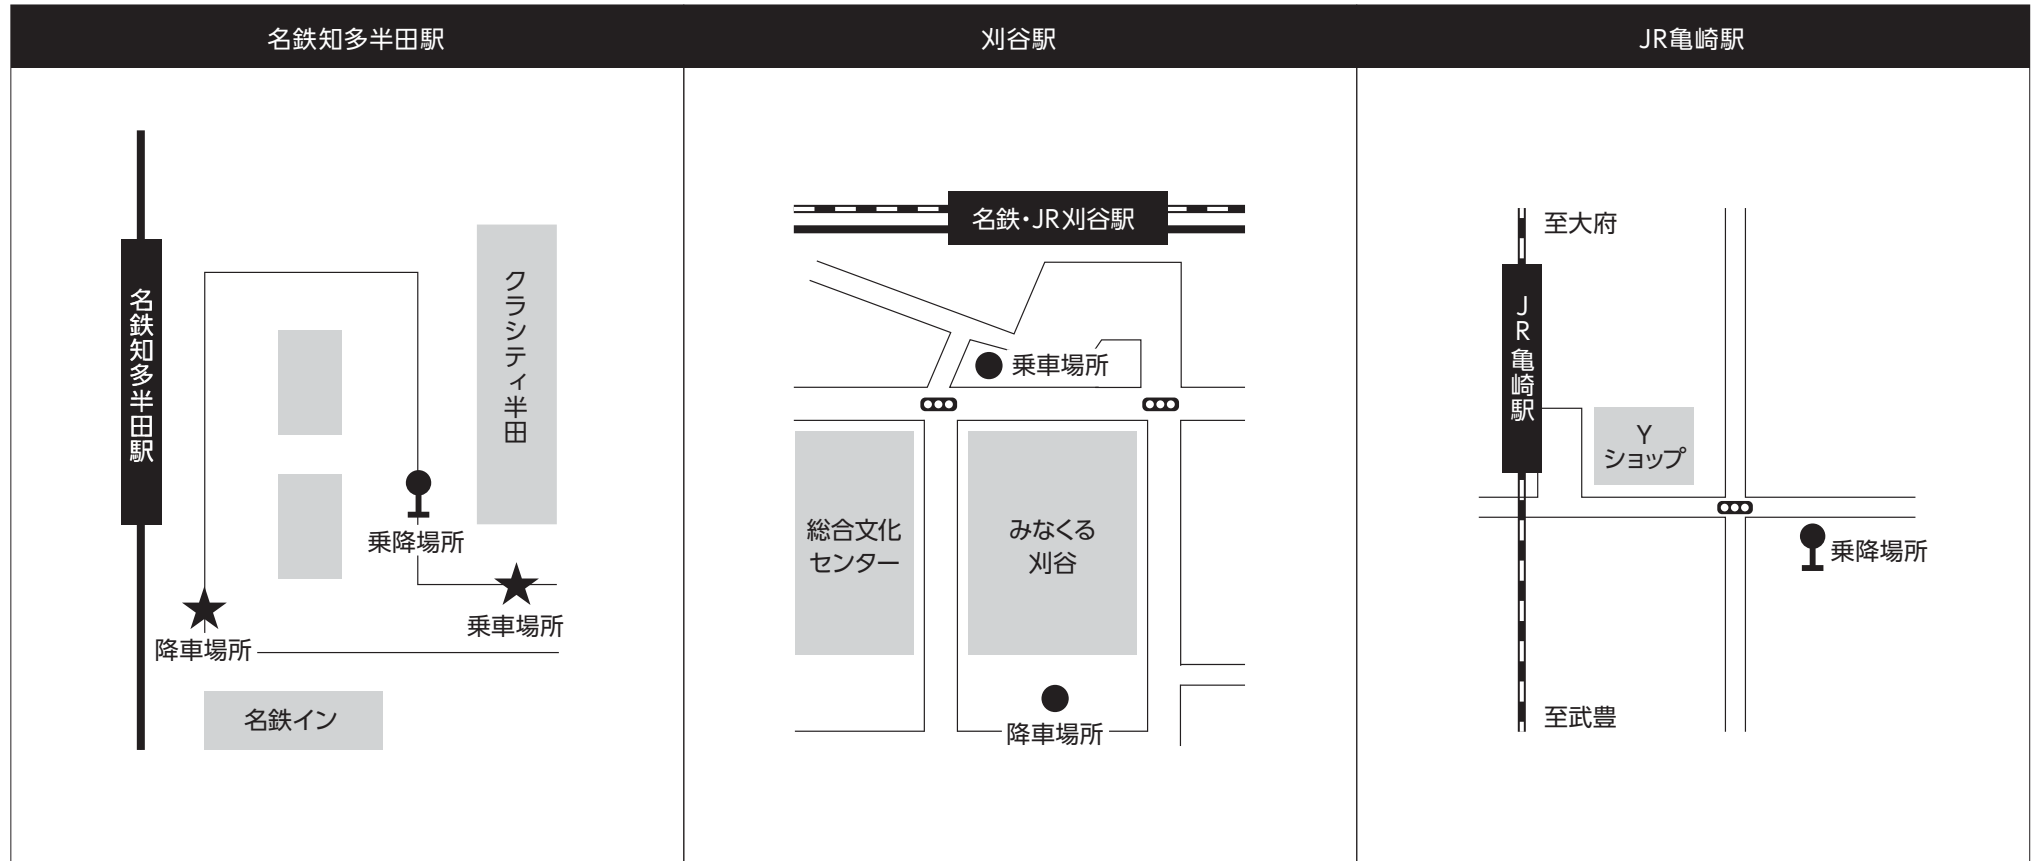 名鉄知多半田駅
刈谷駅
JR亀崎駅
名鉄知多半田駅
クラシティ半田
乗降場所
乗車場所
降車場所
名鉄イン
名鉄・JR刈谷駅
乗車場所
総合文化
センター
みなくる
刈谷
降車場所
至大府
JR亀崎駅
Y
ショップ
乗降場所
至武豊